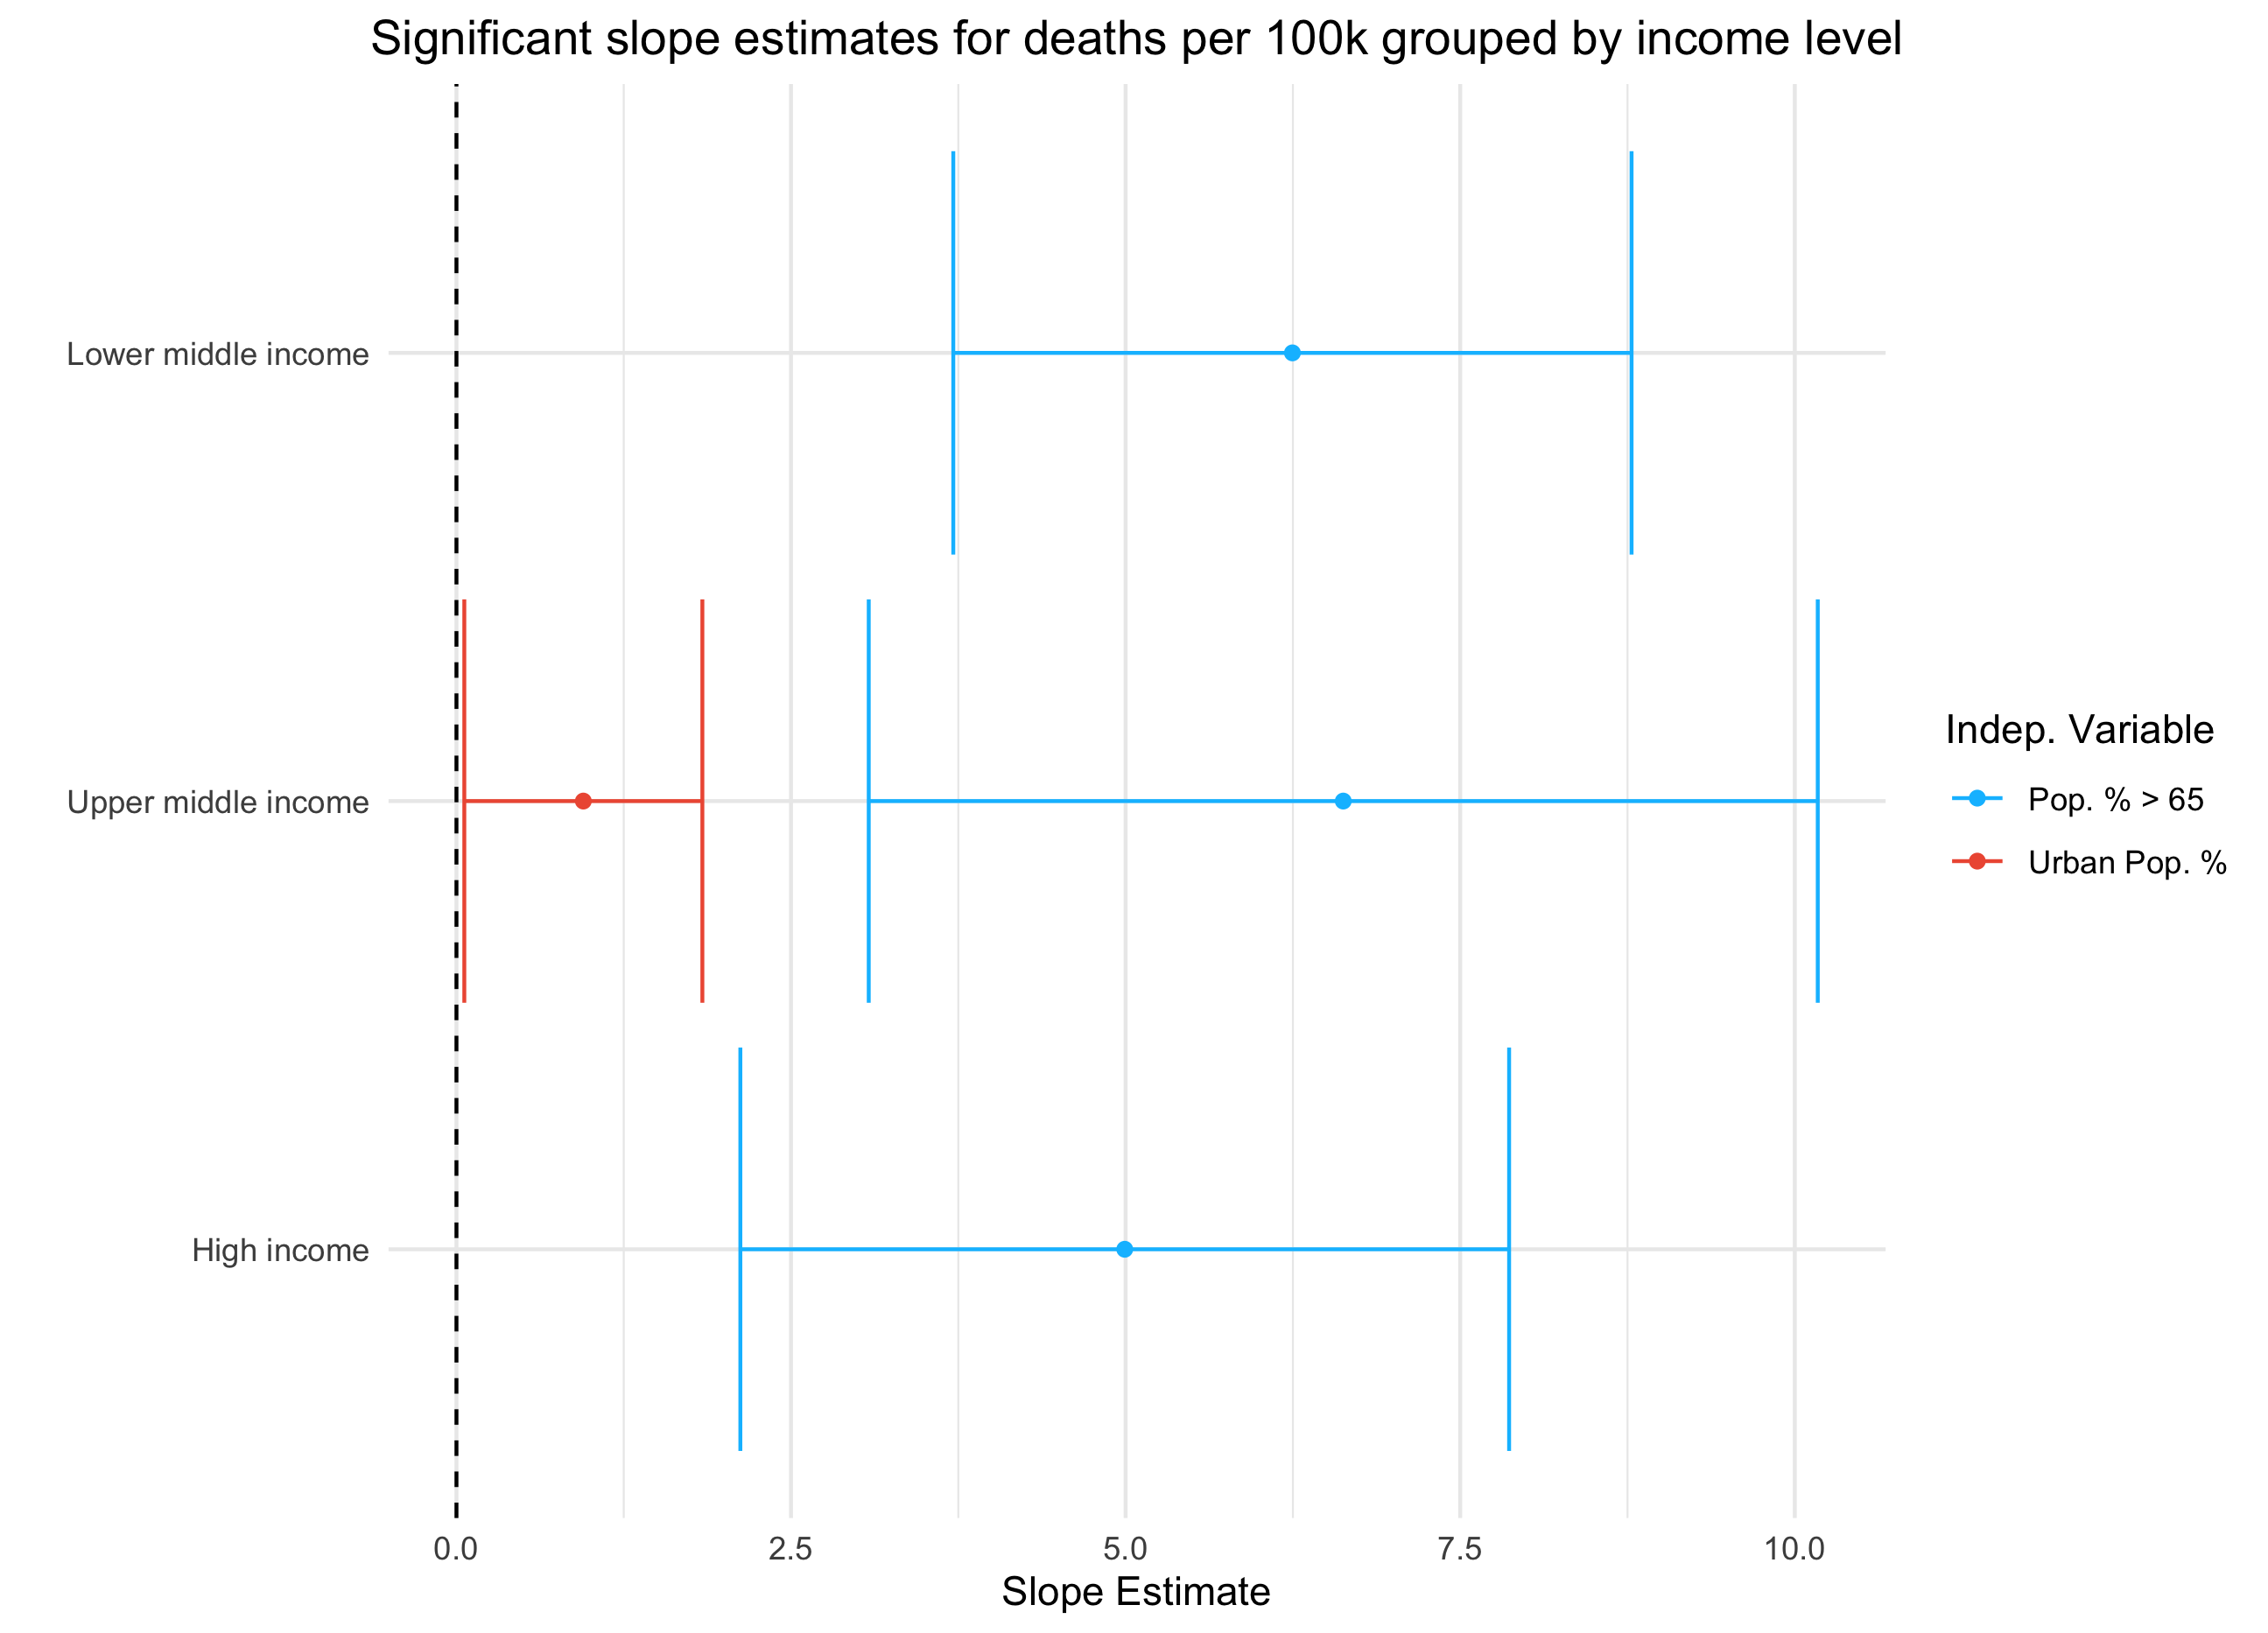 Significant slope estimates for deaths per 100k grouped by income level
Lower middle income
Upper middle income
High income
Indep. Variable
Pop. % > 65
Urban Pop. %
0.0
2.5
5.0
7.5
10.0
Slope Estimate